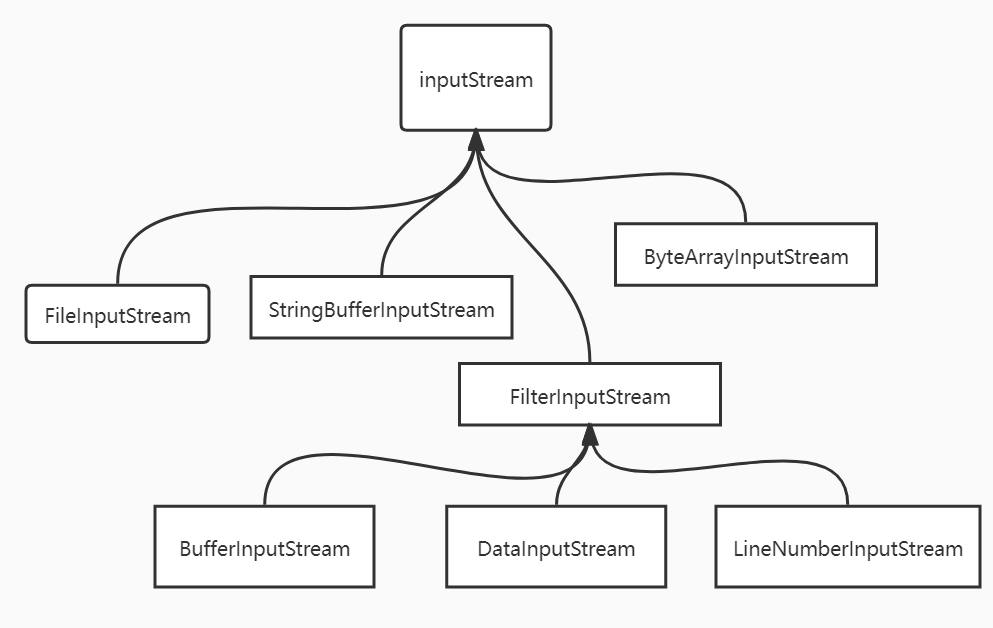 inputStream
ByteArrayInputStream
FileInputStream
StringBufferInputStream
FilterInputStream
BufferInputStream
DataInputStream
LineNumberInputStream